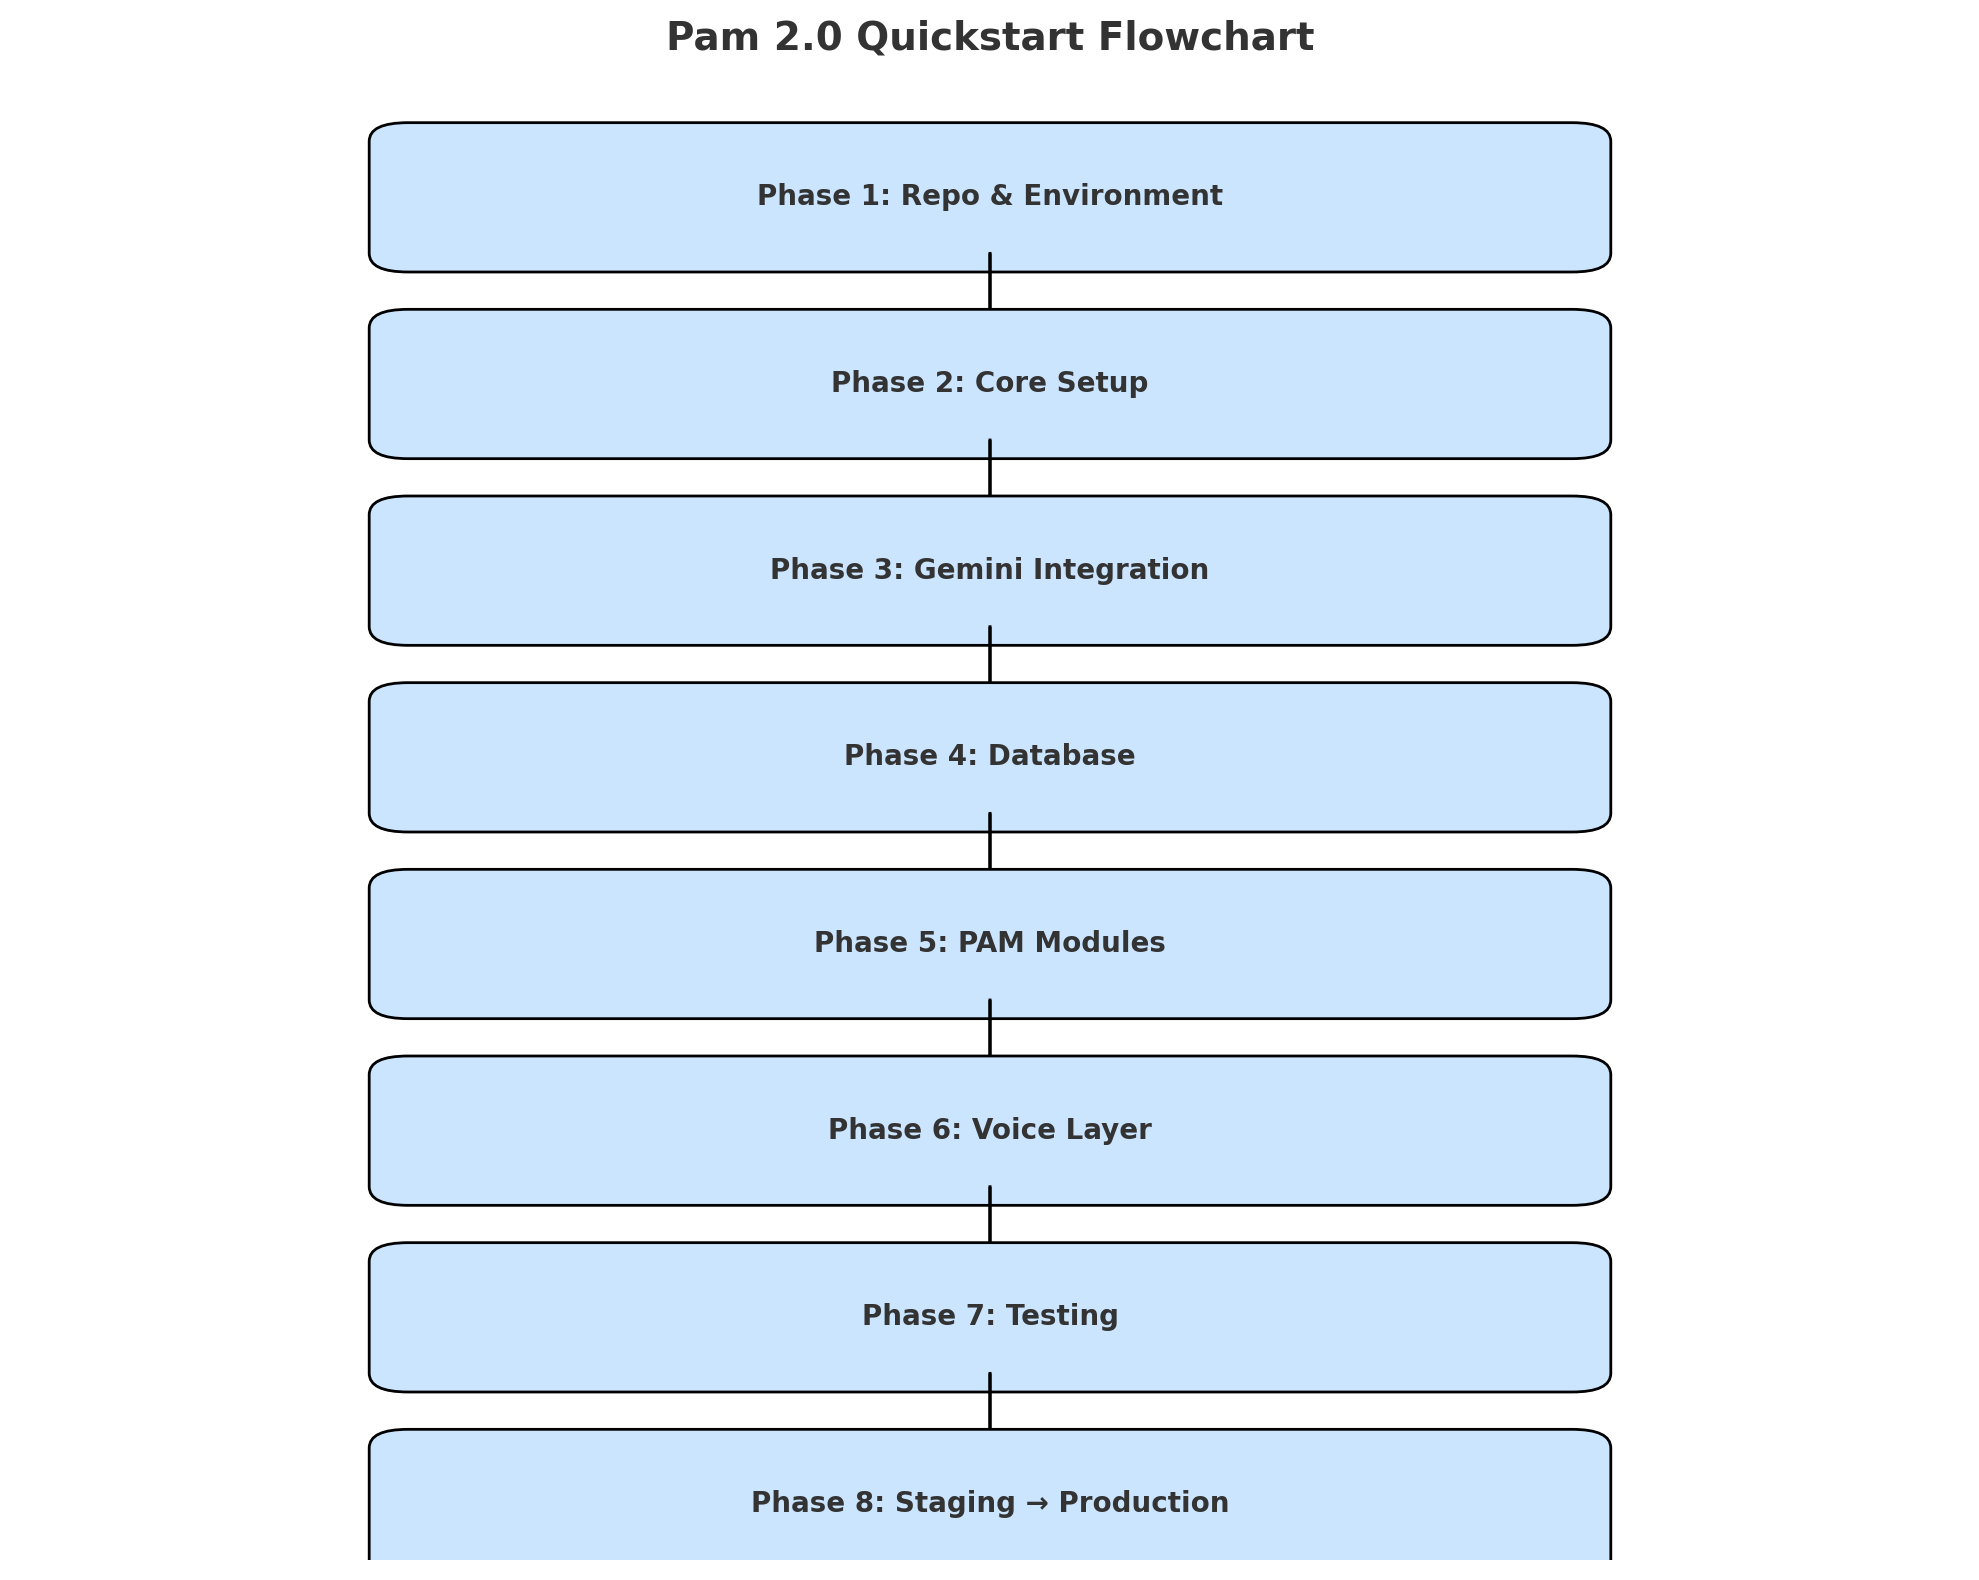 Pam 2.0 Quickstart Flowchart
Phase 1: Repo & Environment
Phase 2: Core Setup
Phase 3: Gemini Integration
Phase 4: Database
Phase 5: PAM Modules
Phase 6: Voice Layer
Phase 7: Testing
Phase 8: Staging → Production